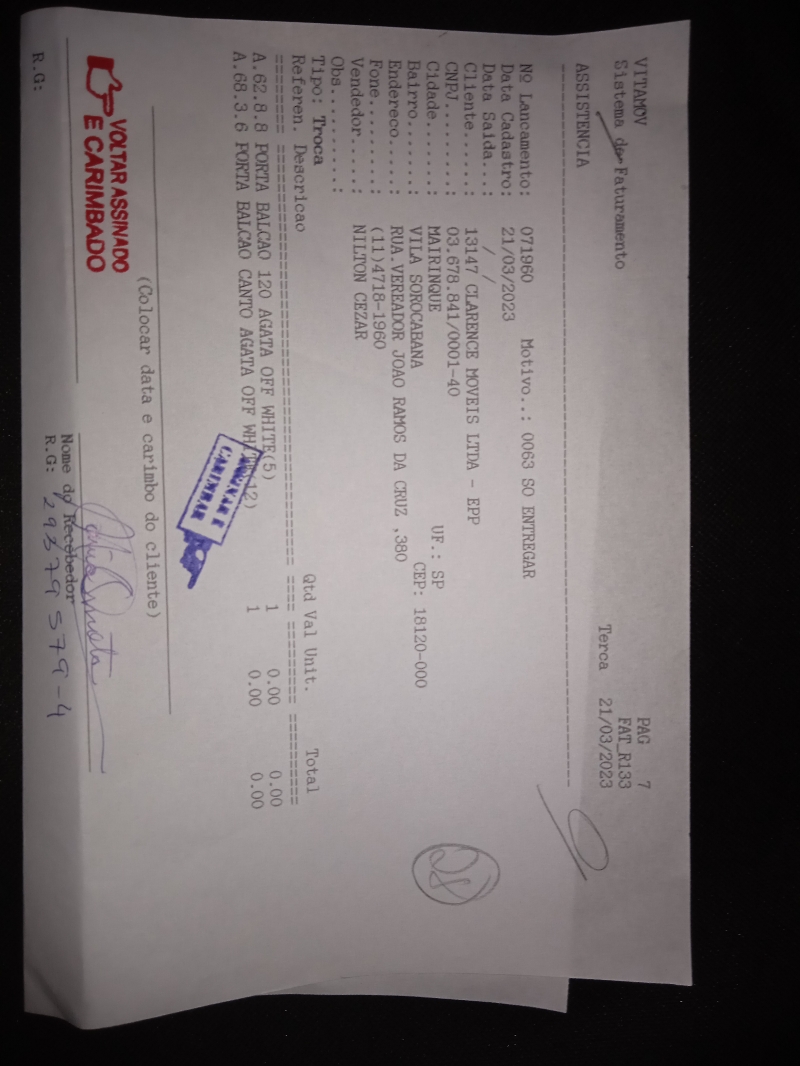 VITAMOV PAG 7
Sistema de Faturamento FAT_R133
Terca 21/03/2023
ASSISTENCIA
--------------------------------------------------------------------------------
Nº Lancamento: 071960 Motivo..: 0063 SO ENTREGAR
Data Cadastro: 21/03/2023
Data Saida...: / /
Cliente......: 13147 CLARENCE MOVEIS LTDA - EPP
CNPJ.........: 03.678.841/0001-40
Cidade.......: MAIRINQUE UF.: SP
Bairro.......: VILA SOROCABANA CEP: 18120-000
Endereco.....: RUA.VEREADOR JOAO RAMOS DA CRUZ ,380
Fone.........: (11)4718-1960
Vendedor.....: NILTON CEZAR
Obs..........:
Tipo: Troca
Referen. Descricao Qtd Val Unit. Total
======== ================================================== ==== ========= =========
A.62.8.8 PORTA BALCAO 120 AGATA OFF WHITE(5) 1 0.00 0.00
A.68.3.6 PORTA BALCAO CANTO AGATA OFF WHITE(12) 1 0.00 0.00
ASSINAR E
CARIMBAR
28
(Colocar data e carimbo do cliente)
VOLTAR ASSINADO
E CARIMBADO
Nome do Recebedor
R.G: R.G: 29379579-4